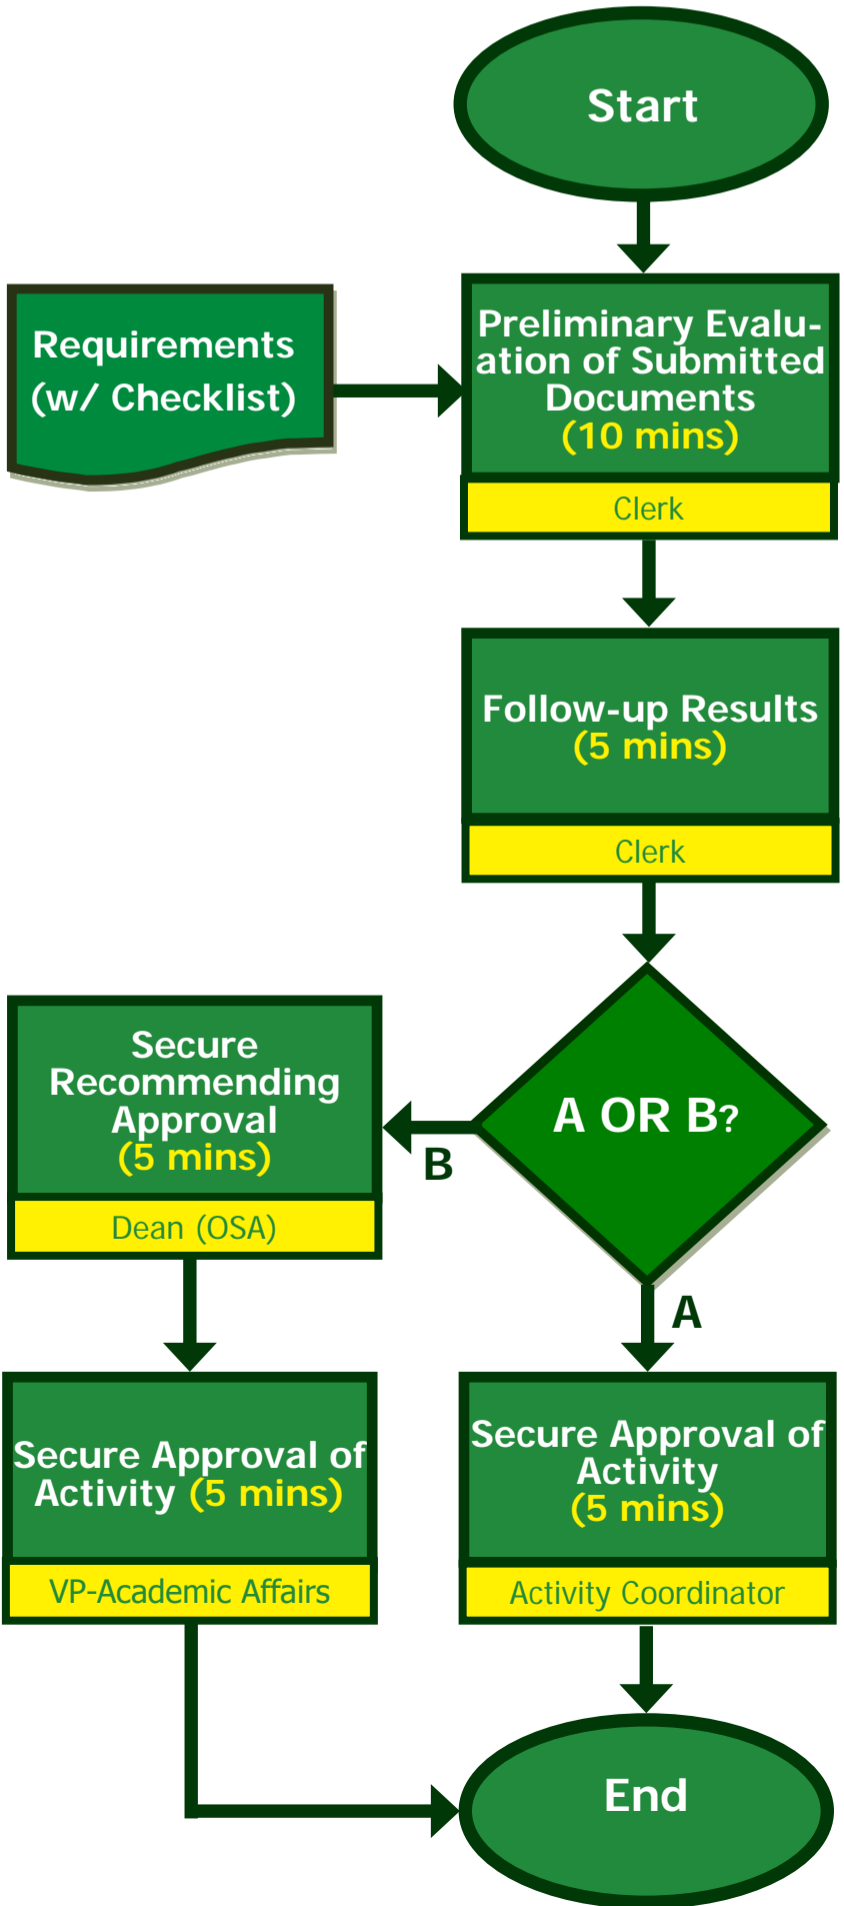 Start
Requirements
(w/ Checklist)
Preliminary Evalu-
ation of Submitted
Documents
(10 mins)
Clerk
Follow-up Results
(5 mins)
Clerk
A OR B?
B
A
Secure
Recommending
Approval
(5 mins)
Dean (OSA)
Secure Approval of
Activity (5 mins)
VP-Academic Affairs
Secure Approval of
Activity
(5 mins)
Activity Coordinator
End